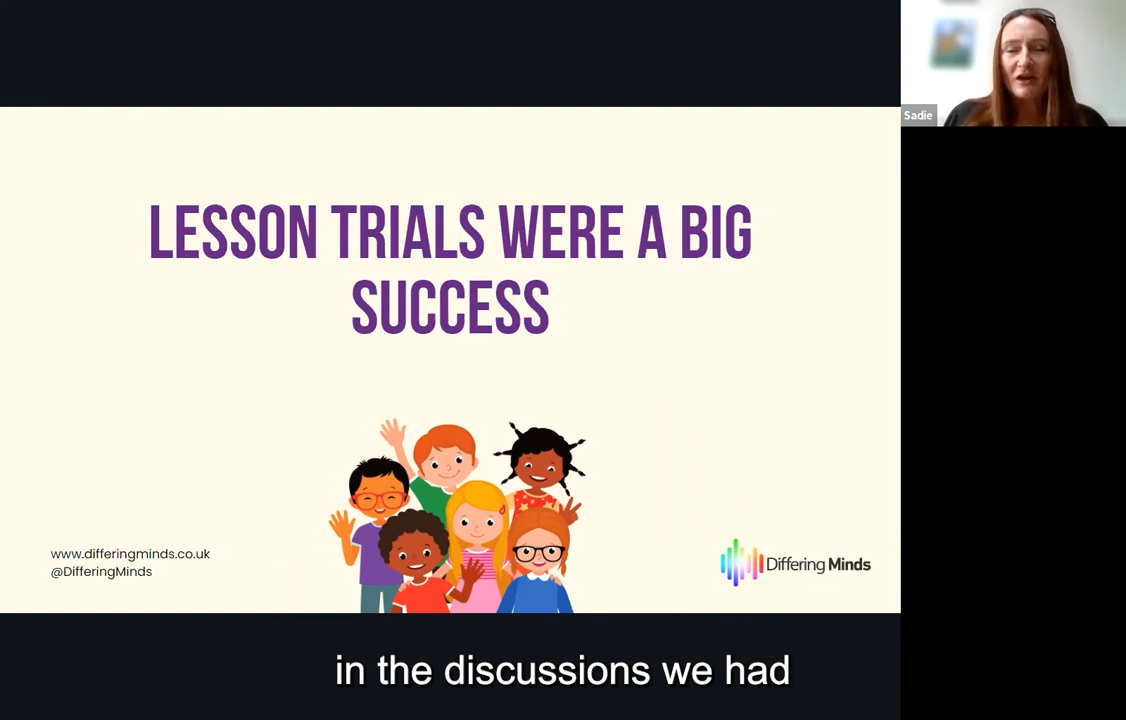 Sadie
LESSON TRIALS WERE A BIG
SUCCESS
www.differingminds.co.uk
@DifferingMinds
Differing Minds
in the discussions we had